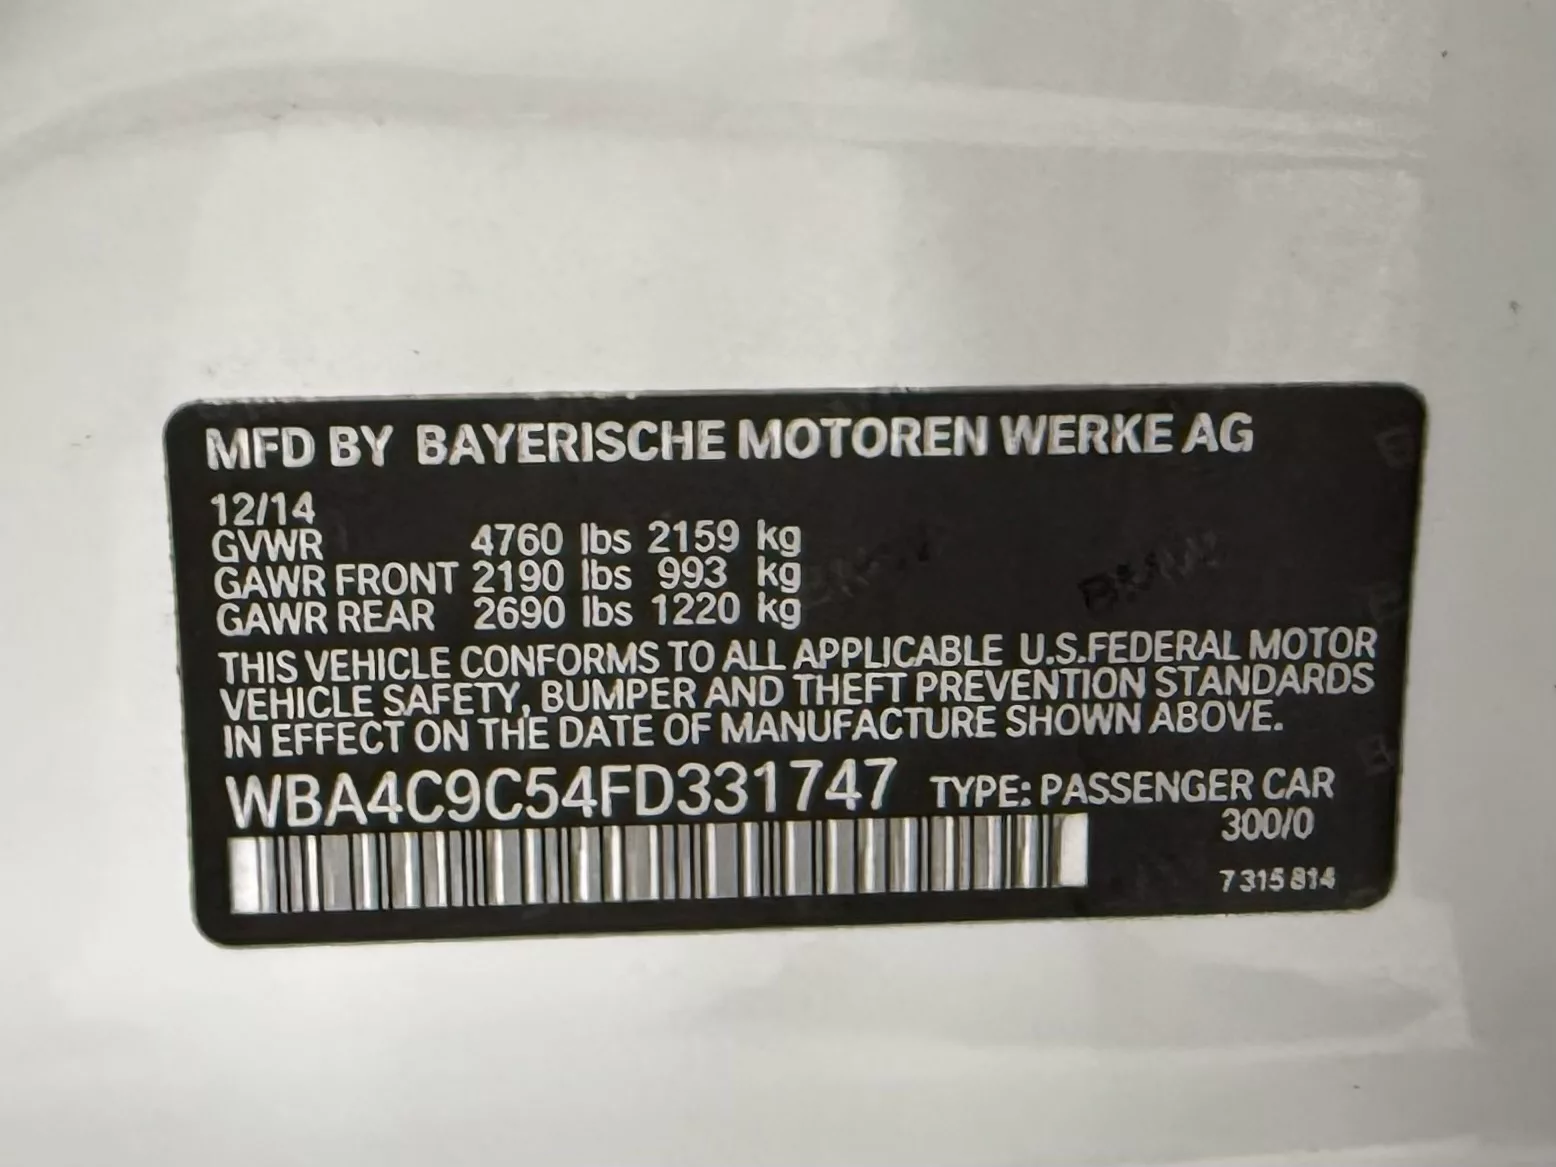 MFD BY BAYERISCHE MOTOREN WERKE AG
12/14
GVWR 4760 lbs 2159 kg
GAWR FRONT 2190 lbs 993 kg
GAWR REAR 2690 lbs 1220 kg
THIS VEHICLE CONFORMS TO ALL APPLICABLE U.S.FEDERAL MOTOR
VEHICLE SAFETY, BUMPER AND THEFT PREVENTION STANDARDS
IN EFFECT ON THE DATE OF MANUFACTURE SHOWN ABOVE.
WBA4C9C54FD331747 TYPE: PASSENGER CAR
300/0
7 315 814
BMW